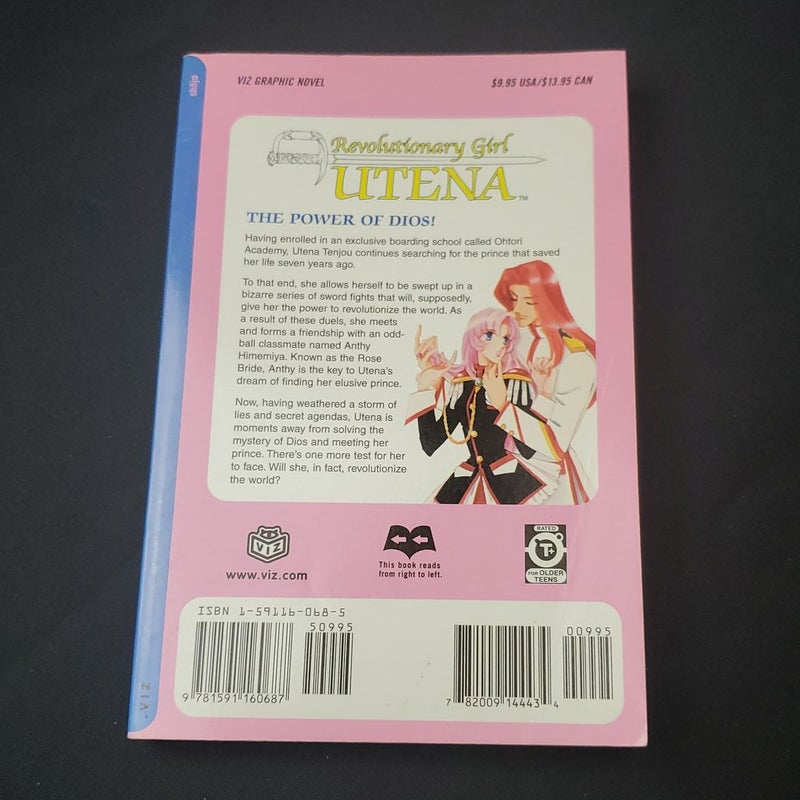 shôjo
VIZ GRAPHIC NOVEL
$9.95 USA/$13.95 CAN
Revolutionary Girl
UTENA™
THE POWER OF DIOS!
Having enrolled in an exclusive boarding school called Ohtori
Academy, Utena Tenjou continues searching for the prince that saved
her life seven years ago.
To that end, she allows herself to be swept up in a
bizarre series of sword fights that will, supposedly,
give her the power to revolutionize the world. As
a result of these duels, she meets
and forms a friendship with an odd-
ball classmate named Anthy
Himemiya. Known as the Rose
Bride, Anthy is the key to Utena's
dream of finding her elusive prince.
Now, having weathered a storm of
lies and secret agendas, Utena is
moments away from solving the
mystery of Dios and meeting her
prince. There's one more test for her
to face. Will she, in fact, revolutionize
the world?
VIZ
www.viz.com
This book reads
from right to left.
RATED
T+
FOR OLDER
TEENS
ISBN 1-59116-068-5
50995
9 781591 160687
00995
7 82009 14443 4
-VIZ